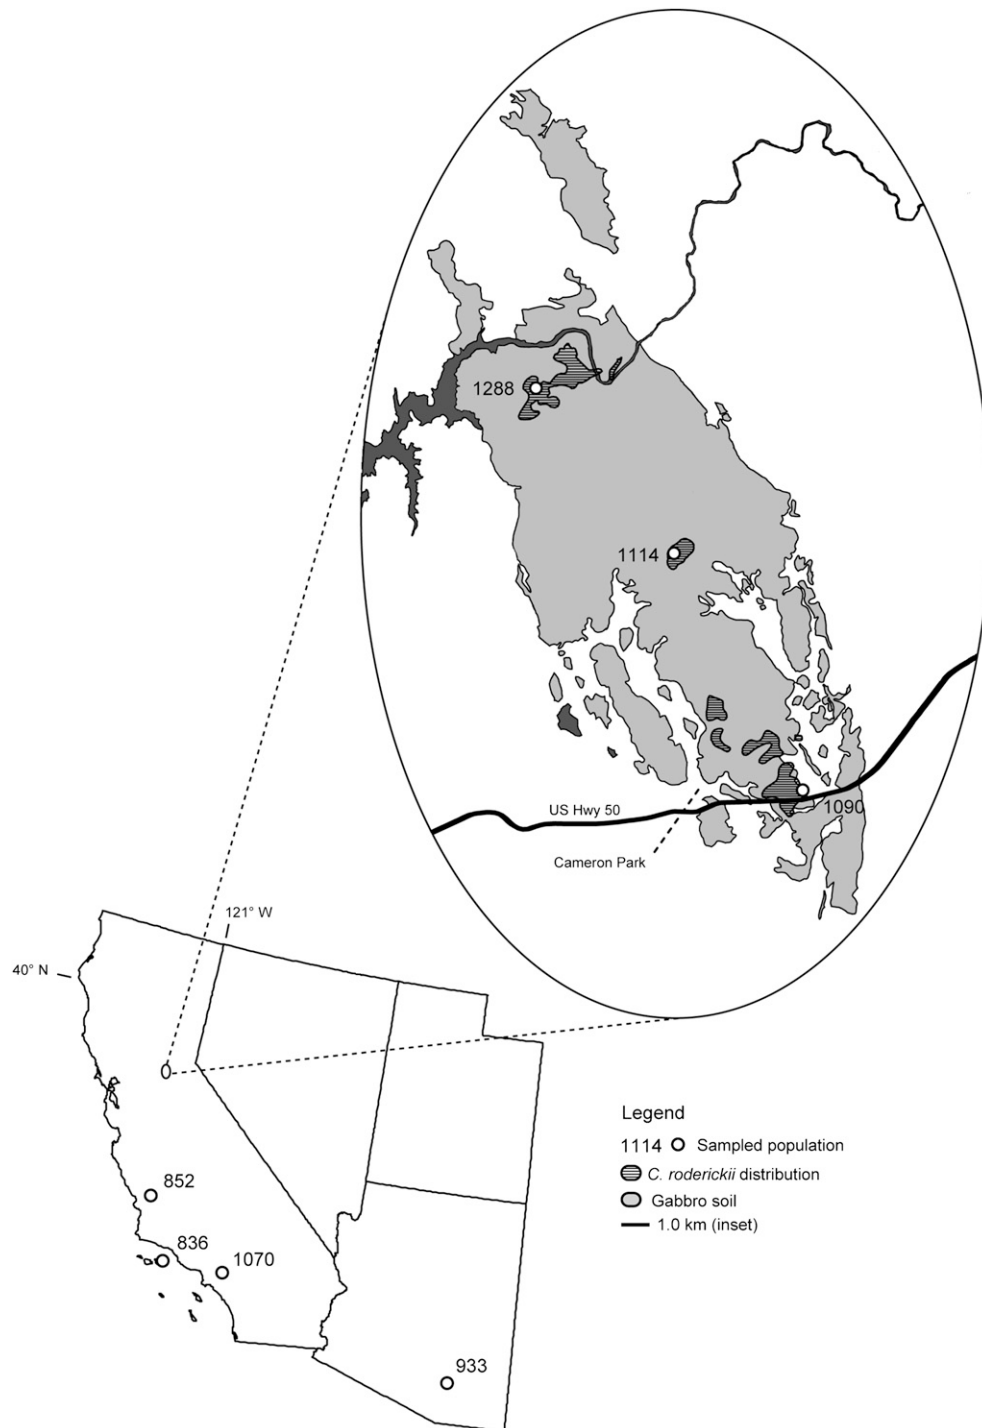 1288
1114
1090
US Hwy 50
Cameron Park
121° W
40° N
852
836
1070
933
Legend
1114 Sampled population
C. roderickii distribution
Gabbro soil
1.0 km (inset)